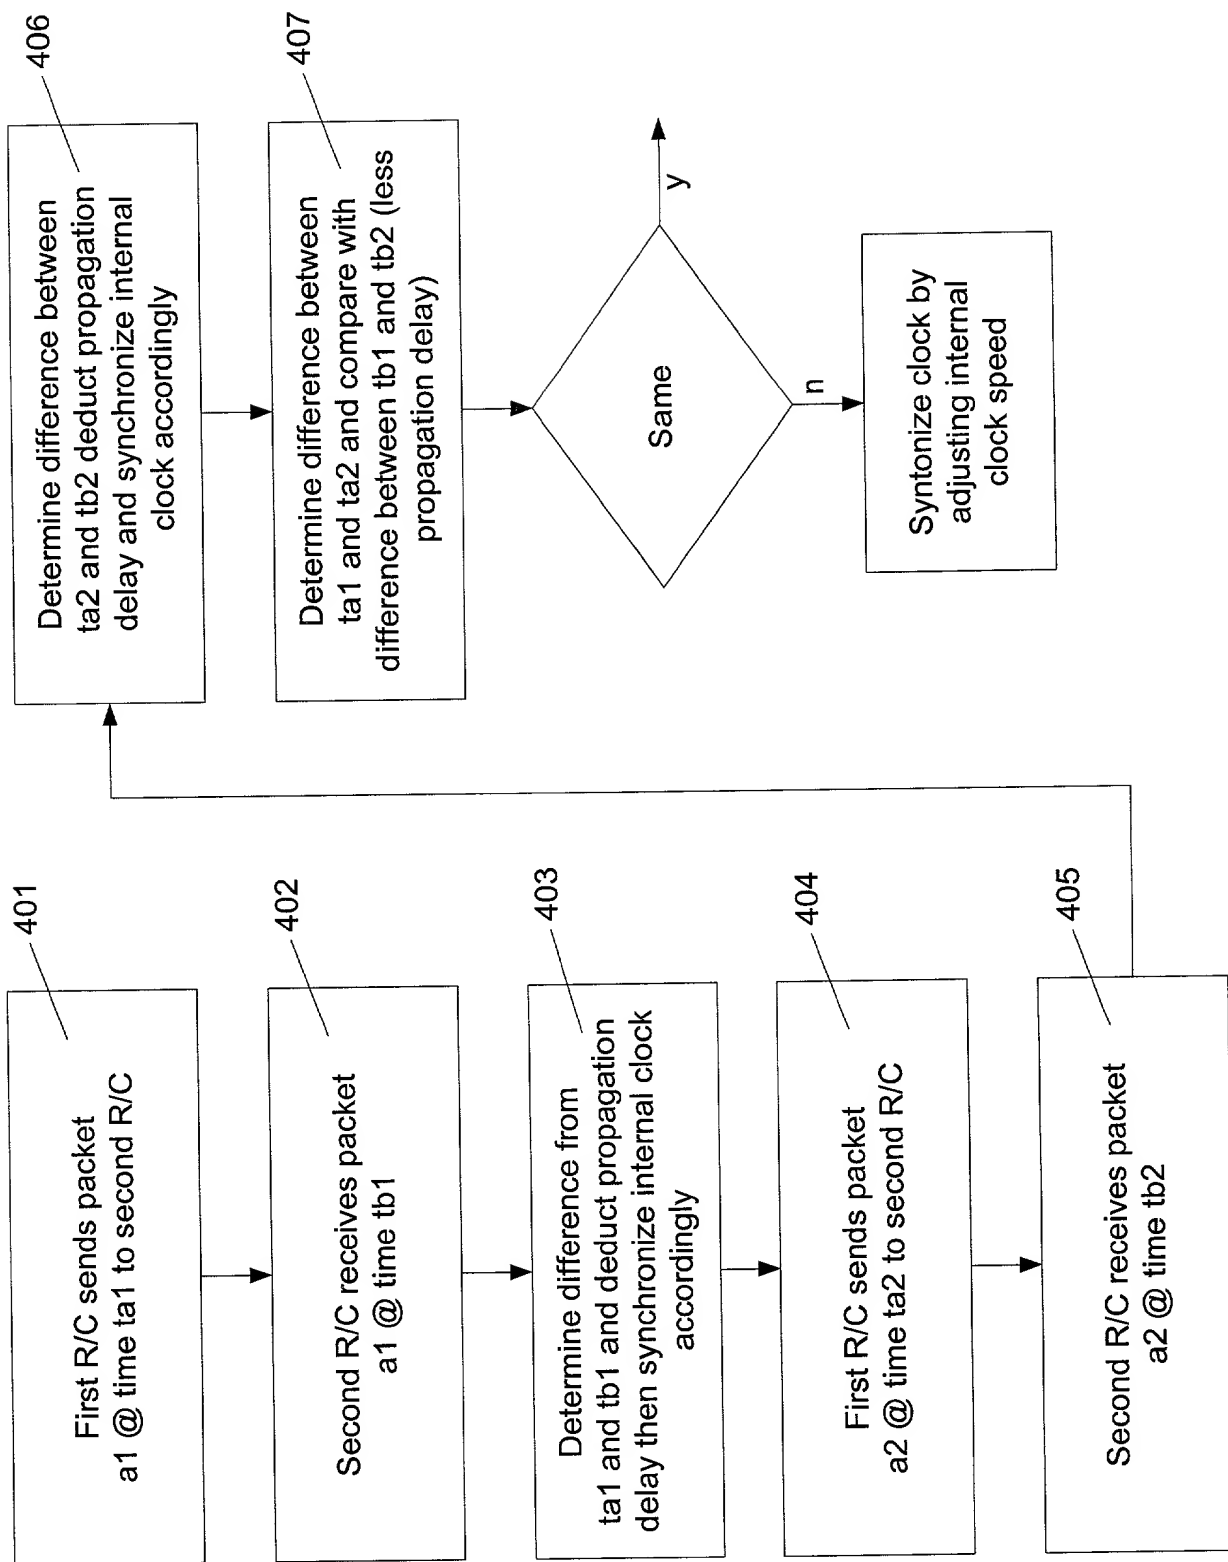 401
First R/C sends packet
a1 @ time ta1 to second R/C
402
Second R/C receives packet
a1 @ time tb1
403
Determine difference from
ta1 and tb1 and deduct propagation
delay then synchronize internal clock
accordingly
404
First R/C sends packet
a2 @ time ta2 to second R/C
405
Second R/C receives packet
a2 @ time tb2
406
Determine difference between
ta2 and tb2 deduct propagation
delay and synchronize internal
clock accordingly
407
Determine difference between
ta1 and ta2 and compare with
difference between tb1 and tb2 (less
propagation delay)
Same
y
n
Syntonize clock by
adjusting internal
clock speed